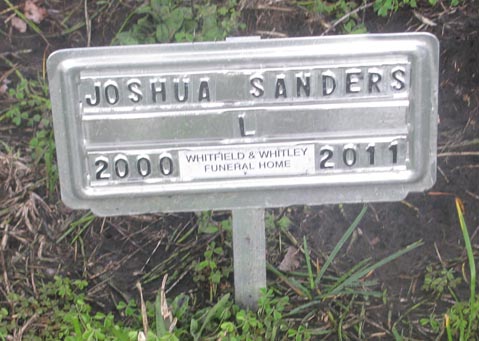 JOSHUA SANDERS
L
2000 WHITFIELD & WHITLEY FUNERAL HOME 2011